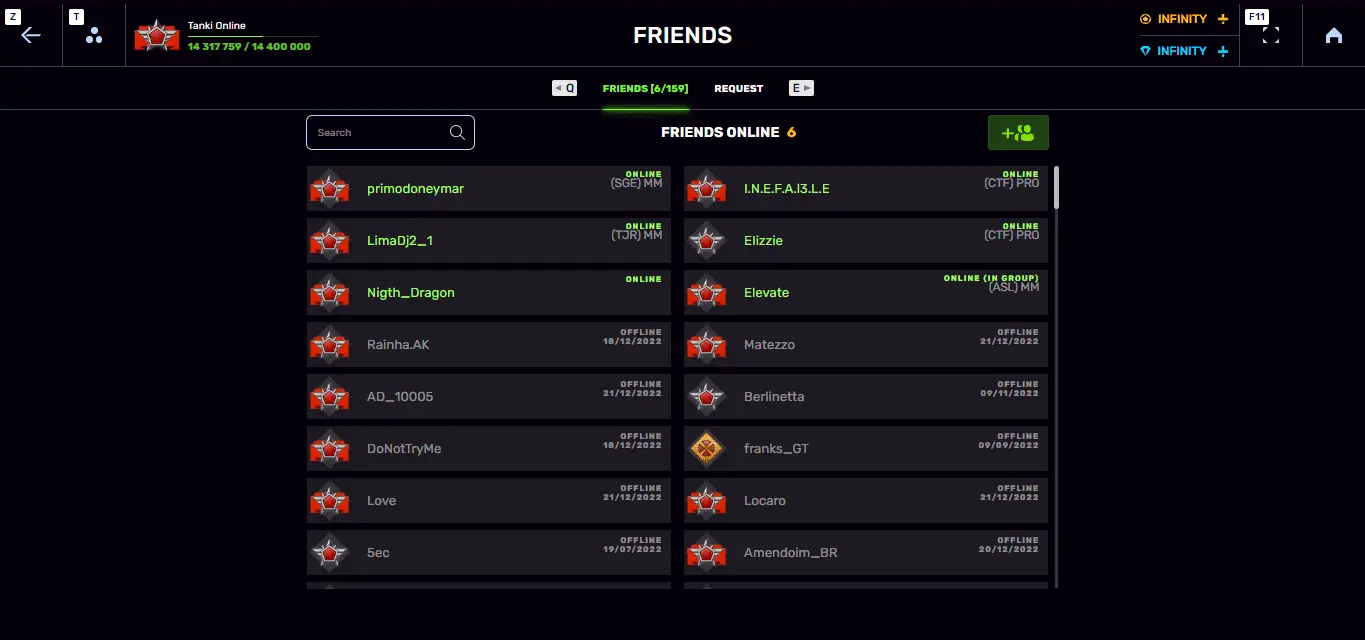 Z
T
Tanki Online
14 317 759 / 14 400 000
FRIENDS
INFINITY +
INFINITY +
F11
◄ Q
FRIENDS [6/159]
REQUEST
E ►
Search
FRIENDS ONLINE 6
primodoneymar
ONLINE
(SGE) MM
I.N.E.F.A.I3.L.E
ONLINE
(CTF) PRO
LimaDj2_1
ONLINE
(TJR) MM
Elizzie
ONLINE
(CTF) PRO
Nigth_Dragon
ONLINE
Elevate
ONLINE (IN GROUP)
(ASL) MM
Rainha.AK
OFFLINE
18/12/2022
Matezzo
OFFLINE
21/12/2022
AD_10005
OFFLINE
21/12/2022
Berlinetta
OFFLINE
09/11/2022
DoNotTryMe
OFFLINE
18/12/2022
franks_GT
OFFLINE
09/09/2022
Love
OFFLINE
21/12/2022
Locaro
OFFLINE
21/12/2022
5ec
OFFLINE
19/07/2022
Amendoim_BR
OFFLINE
20/12/2022